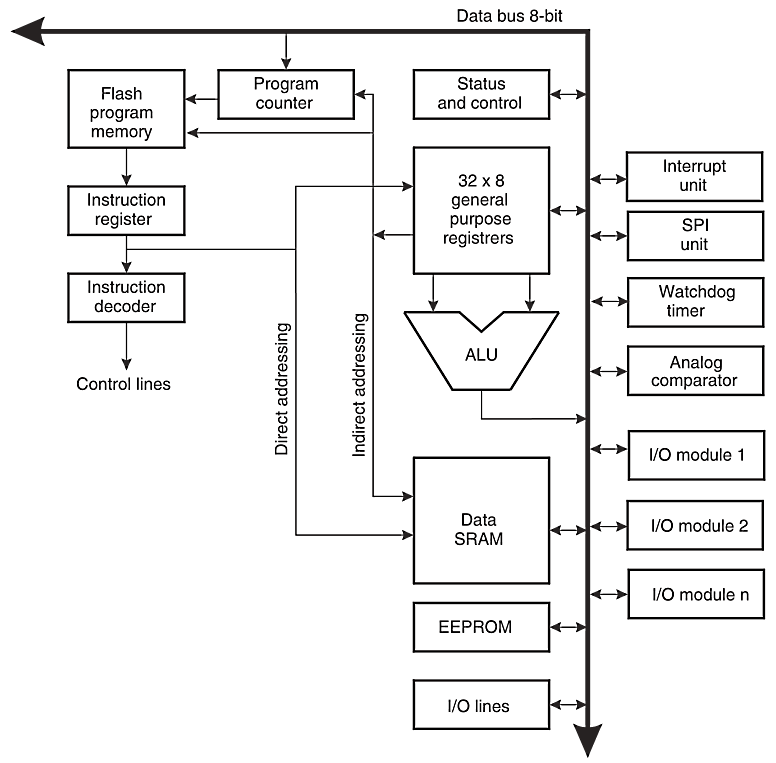 Data bus 8-bit
Flash
program
memory
Program
counter
Status
and control
Instruction
register
32 x 8
general
purpose
registrers
Interrupt
unit
SPI
unit
Instruction
decoder
Watchdog
timer
Control lines
Direct addressing
Indirect addressing
ALU
Analog
comparator
I/O module 1
Data
SRAM
I/O module 2
I/O module n
EEPROM
I/O lines